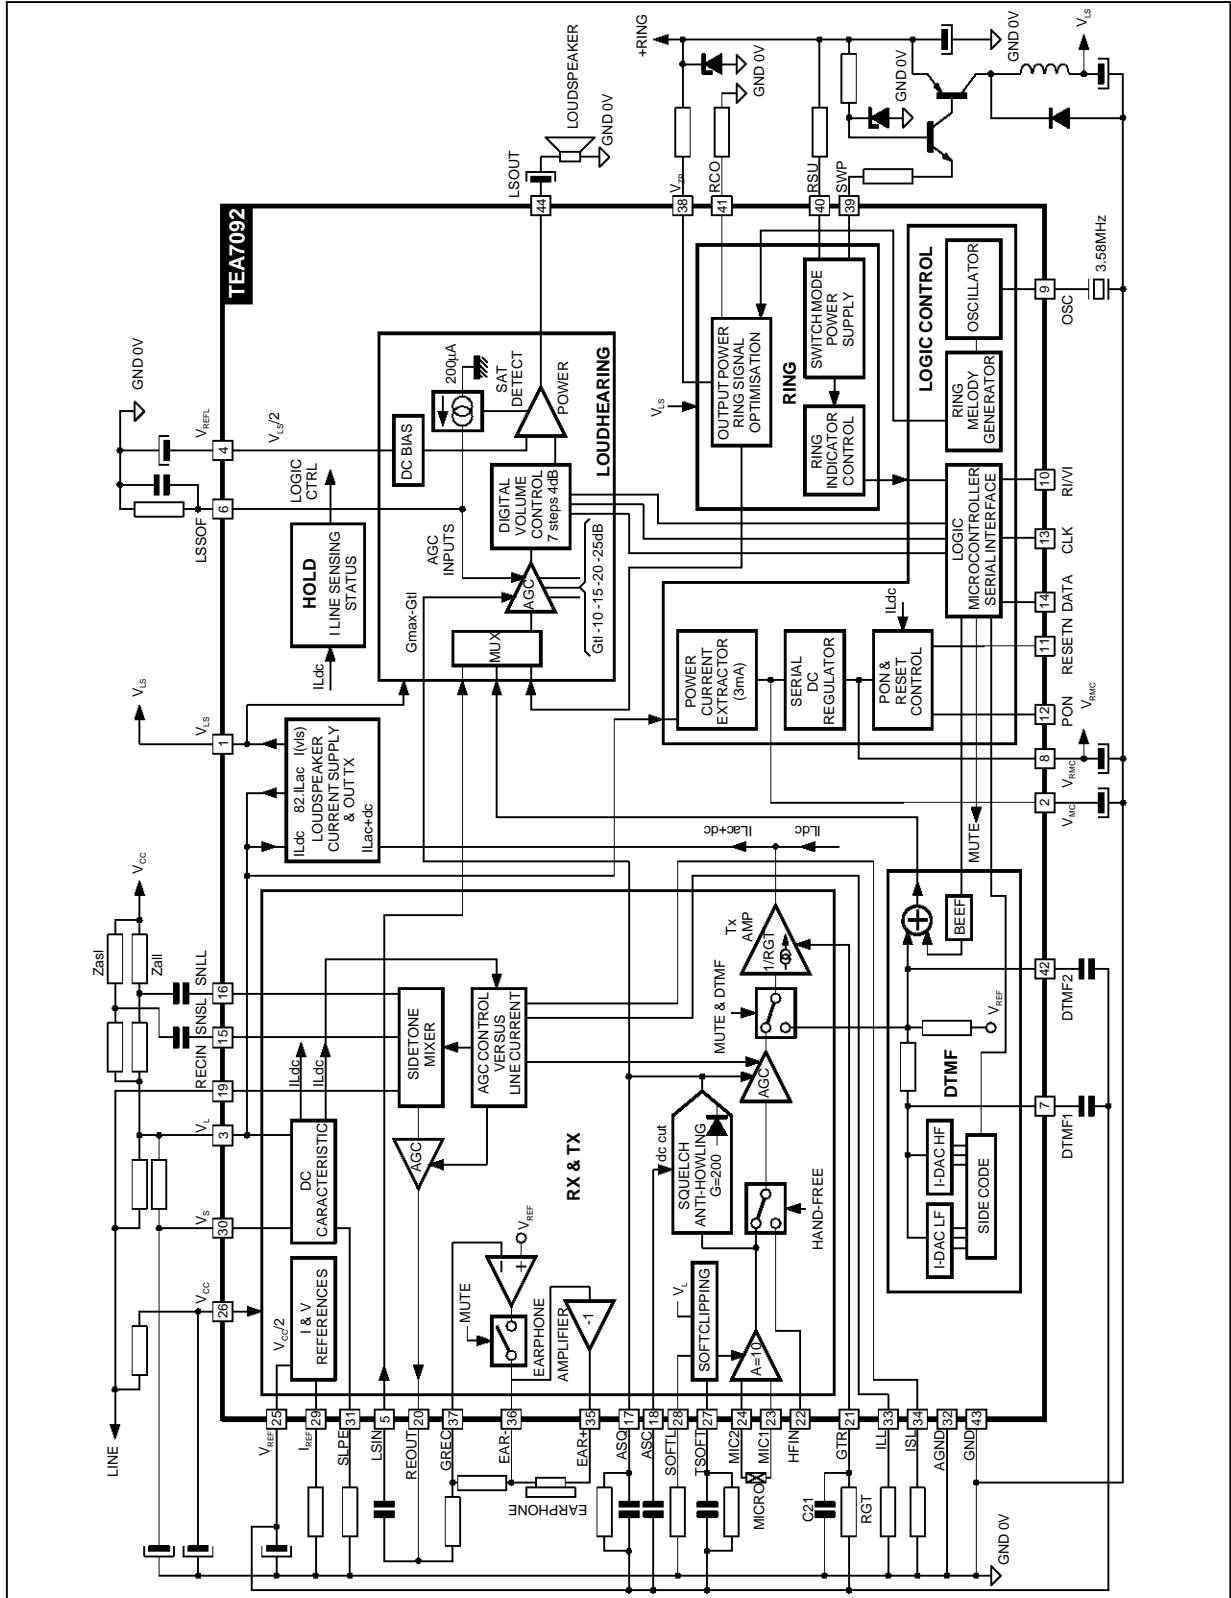 LINE
VREF
IREF
SLPE
LSIN
REOUT
GREC
EAR-
EAR+
ASQ
ASC
SOFTL
TSOFT
MIC2
MIC1
HFIN
GTR
ILL
ISL
AGND
GND
25
29
31
5
20
37
36
35
17
18
28
27
24
23
22
21
33
34
32
43
EARPHONE
MICRO
C21
RGT
GND 0V
VCC
26
VS
30
VL
3
RECIN
19
SNSL
15
SNLL
16
Zasl
Zall
VCC
VLS
1
VLS
LSSOF
6
VREFL
4
GND 0V
TEA7092
VCC/2
I & V
REFERENCES
DC
CARACTERISTIC
ILdc
ILdc
SIDETONE
MIXER
AGC CONTROL
VERSUS
LINE CURRENT
AGC
RX & TX
MUTE
VREF
EARPHONE
AMPLIFIER
-1
dc cut
SQUELCH
ANTI-HOWLING
G=200
VL
SOFTCLIPPING
A=10
HAND-FREE
AGC
MUTE & DTMF
Tx
AMP
1/RGT
ILac+dc
ILdc
ILdc 82.ILac I(vls)
LOUDSPEAKER
CURRENT SUPPLY
& OUT TX
ILac+dc
ILdc
HOLD
I LINE SENSING
STATUS
LOGIC
CTRL
VLS/2
Gmax-Gtl
AGC
INPUTS
MUX
AGC
Gtl -10 -15 -20 -25dB
DIGITAL
VOLUME
CONTROL
7 steps 4dB
DC BIAS
200µA
SAT
DETECT
POWER
LOUDHEARING
44
LSOUT
LOUDSPEAKER
GND 0V
POWER
CURRENT
EXTRACTOR
(3mA)
SERIAL
DC
REGULATOR
PON &
RESET
CONTROL
ILdc
VLS
OUTPUT POWER
RING SIGNAL
OPTIMISATION
RING
RING
INDICATOR
CONTROL
SWITCHMODE
POWER
SUPPLY
LOGIC CONTROL
LOGIC
MICROCONTROLLER
SERIAL INTERFACE
RING
MELODY
GENERATOR
OSCILLATOR
38
41
RCO
40
RSU
39
SWP
+RING
GND 0V
GND 0V
GND 0V
VLS
DTMF
I-DAC LF
I-DAC HF
SIDE CODE
VREF
BEEF
MUTE
7
DTMF1
42
DTMF2
2
VMC
8
VRMC
VRMC
12
PON
11
RESETN
14
DATA
13
CLK
10
RI/VI
9
OSC
3.58MHz